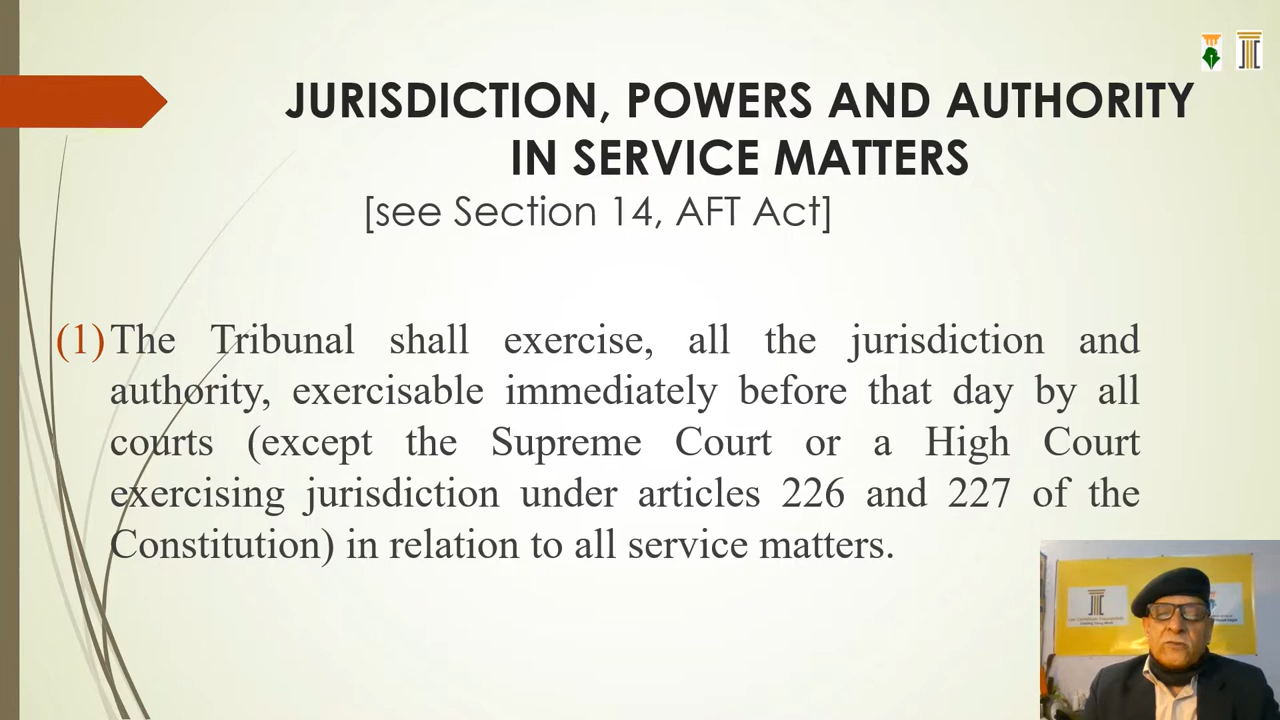 JURISDICTION, POWERS AND AUTHORITY
IN SERVICE MATTERS
[see Section 14, AFT Act]
(1) The Tribunal shall exercise, all the jurisdiction and
authority, exercisable immediately before that day by all
courts (except the Supreme Court or a High Court
exercising jurisdiction under articles 226 and 227 of the
Constitution) in relation to all service matters.